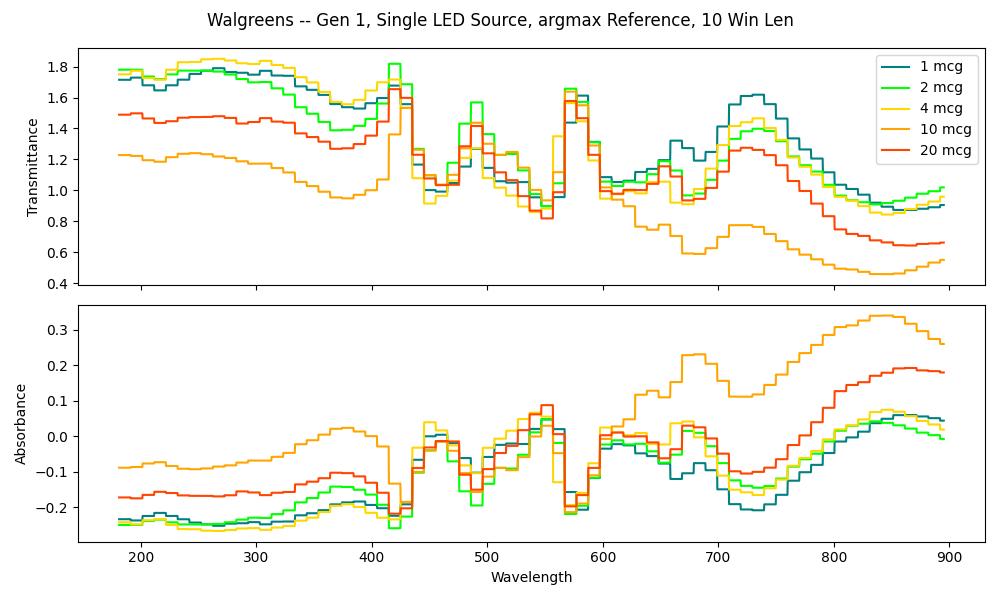 Walgreens -- Gen 1, Single LED Source, argmax Reference, 10 Win Len
Transmittance
1.8
1.6
1.4
1.2
1.0
0.8
0.6
0.4
1 mcg
2 mcg
4 mcg
10 mcg
20 mcg
Absorbance
0.3
0.2
0.1
0.0
−0.1
−0.2
200 300 400 500 600 700 800 900
Wavelength